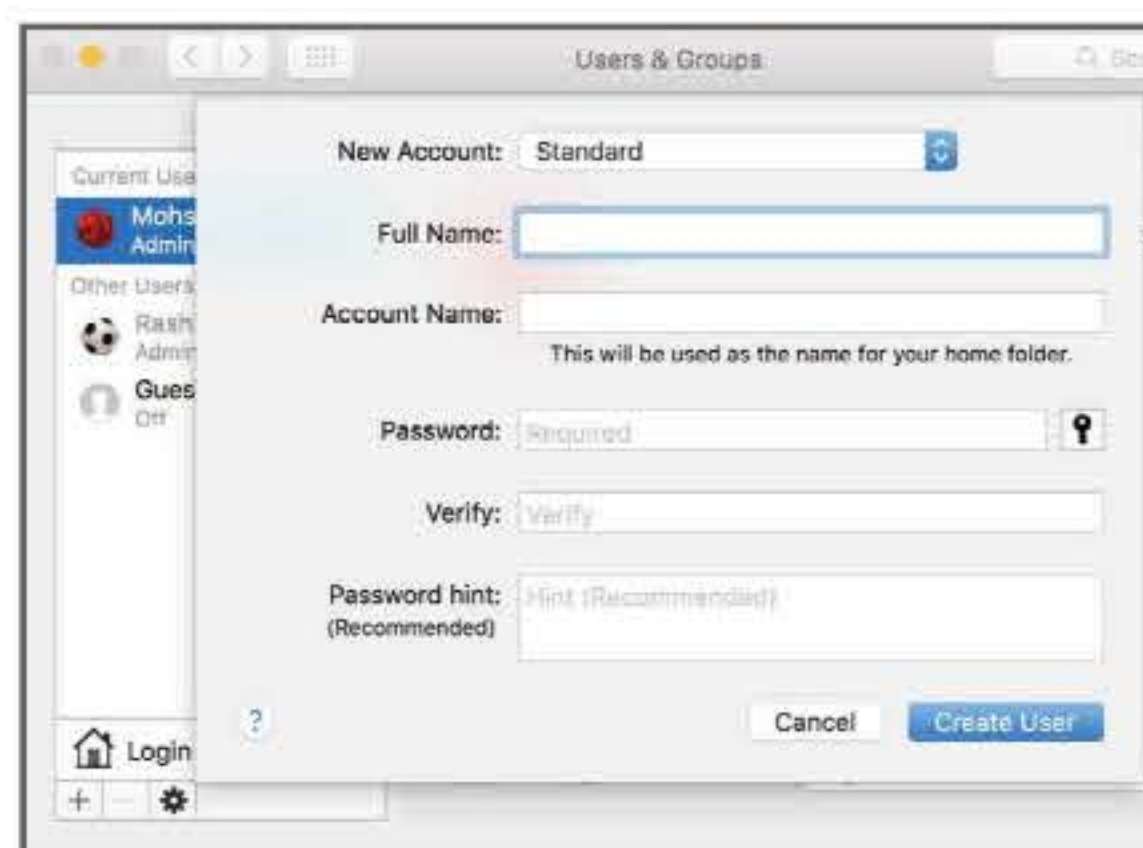 Users & Groups
New Account: Standard
Current Use
Mohs
Admin
Full Name:
Other Users
Rash
Admin
Account Name:
This will be used as the name for your home folder.
Gues
Off
Password: Required
Verify: Verify
Password hint: Hint (Recommended)
(Recommended)
? Cancel Create User
Login